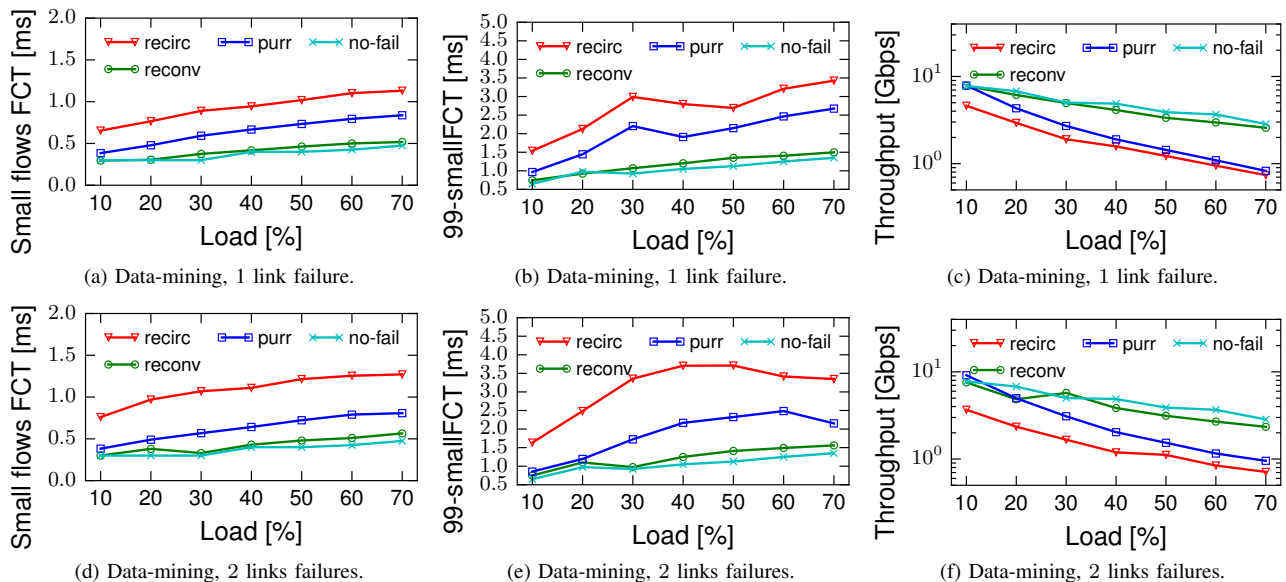 Small flows FCT [ms]
2.0
1.5
1.0
0.5
0.0
recirc
purr
no-fail
reconv
10 20 30 40 50 60 70
Load [%]
(a) Data-mining, 1 link failure.
99-smallFCT [ms]
5.0
4.5
4.0
3.5
3.0
2.5
2.0
1.5
1.0
0.5
recirc
purr
no-fail
reconv
10 20 30 40 50 60 70
Load [%]
(b) Data-mining, 1 link failure.
Throughput [Gbps]
10¹
10⁰
recirc
purr
no-fail
reconv
10 20 30 40 50 60 70
Load [%]
(c) Data-mining, 1 link failure.
Small flows FCT [ms]
2.0
1.5
1.0
0.5
0.0
recirc
purr
no-fail
reconv
10 20 30 40 50 60 70
Load [%]
(d) Data-mining, 2 links failures.
99-smallFCT [ms]
5.0
4.5
4.0
3.5
3.0
2.5
2.0
1.5
1.0
0.5
recirc
purr
no-fail
reconv
10 20 30 40 50 60 70
Load [%]
(e) Data-mining, 2 links failures.
Throughput [Gbps]
10¹
10⁰
recirc
purr
no-fail
reconv
10 20 30 40 50 60 70
Load [%]
(f) Data-mining, 2 links failures.